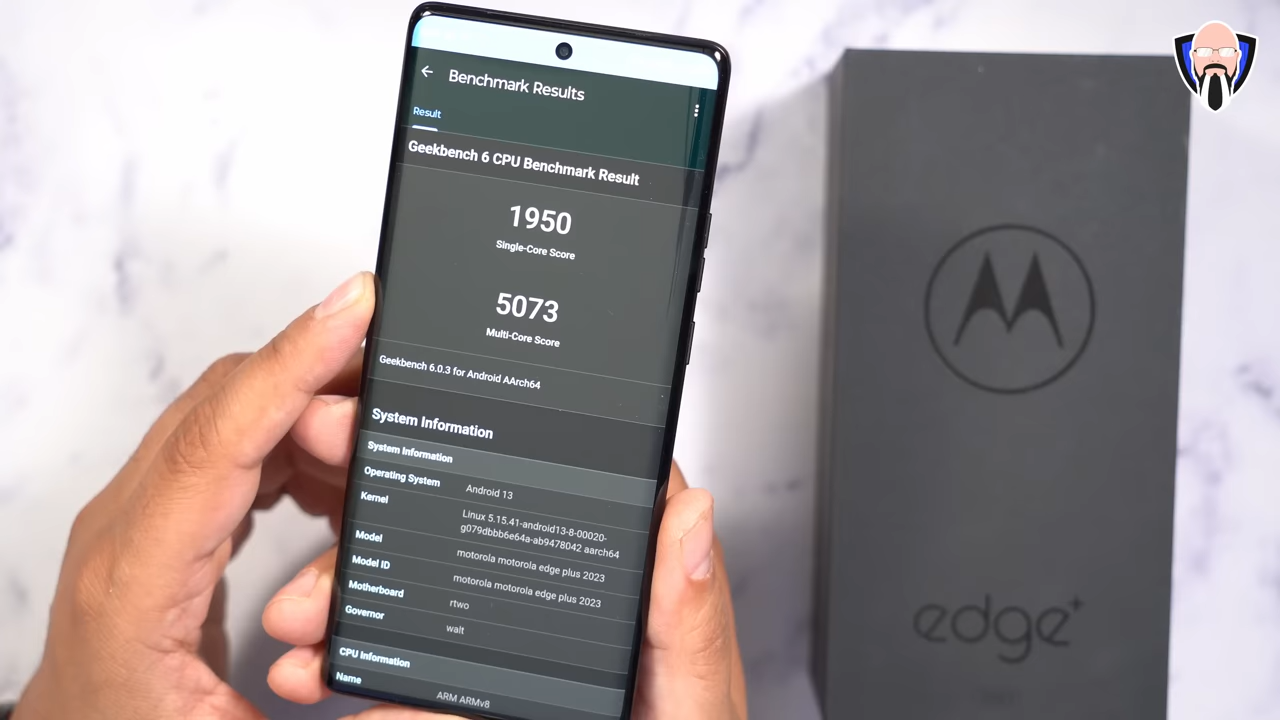 Benchmark Results
Result
Geekbench 6 CPU Benchmark Result
1950
Single-Core Score
5073
Multi-Core Score
Geekbench 6.0.3 for Android AArch64
System Information
System Information
Operating System Android 13
Kernel Linux 5.15.41-android13-8-00020-
g079dbbb6e64a-ab9478042 aarch64
Model motorola motorola edge plus 2023
Model ID motorola motorola edge plus 2023
Motherboard rtwo
Governor walt
CPU Information
Name ARM ARMv8
edge+